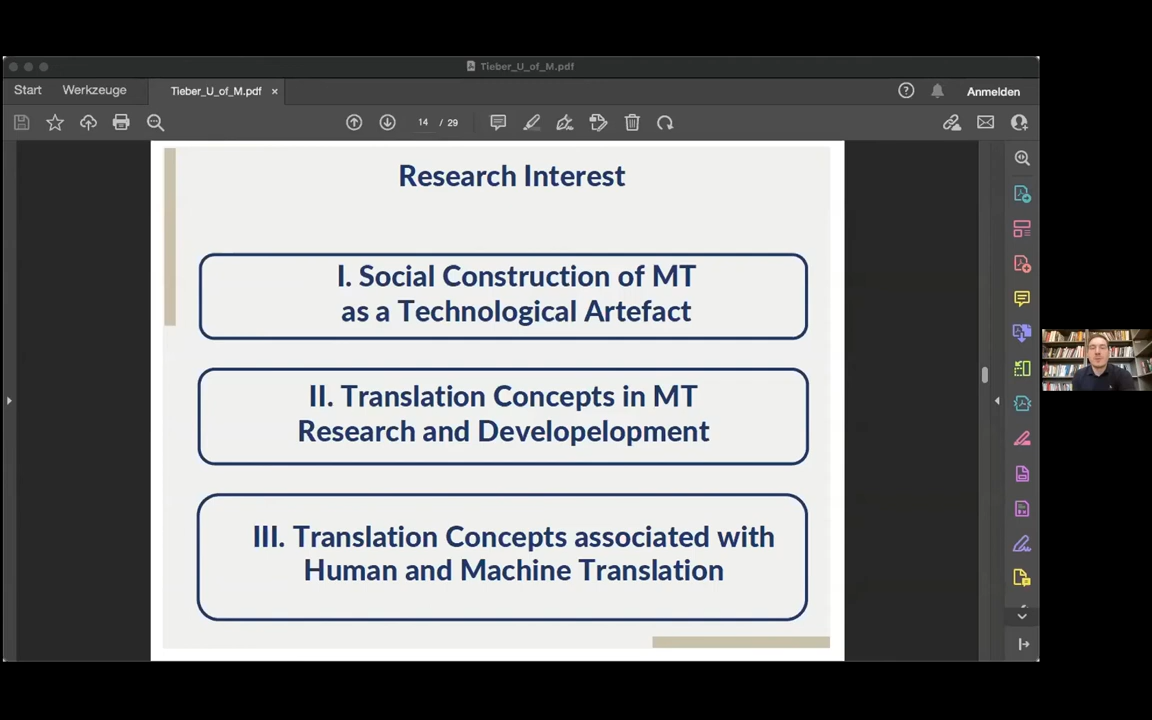 Tieber_U_of_M.pdf
Start
Werkzeuge
Tieber_U_of_M.pdf ×
14 / 29
Anmelden
Research Interest
I. Social Construction of MT
as a Technological Artefact
II. Translation Concepts in MT
Research and Developelopment
III. Translation Concepts associated with
Human and Machine Translation